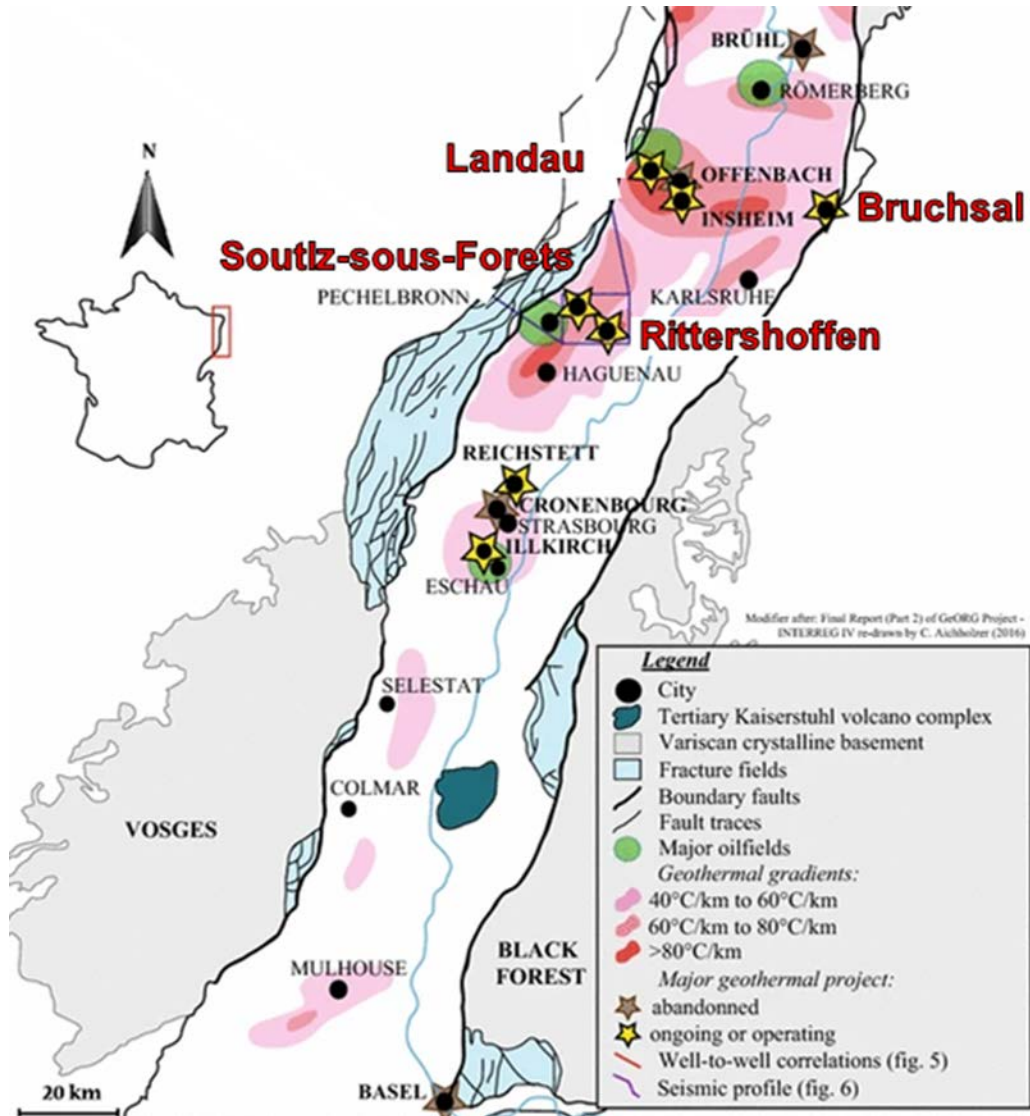 BRÜHL
RÖMERBERG
Landau
OFFENBACH
INSHEIM
Bruchsal
N
Soutlz-sous-Forets
PECHELBRONN
KARLSRUHE
Rittershoffen
HAGUENAU
REICHSTETT
CRONENBOURG
STRASBOURG
ILLKIRCH
ESCHAU
Modifier after: Final Report (Part 2) of GeORG Project -
INTERREG IV re-drawn by C. Aichholzer (2016)
SELESTAT
COLMAR
VOSGES
BLACK
FOREST
MULHOUSE
BASEL
20 km
Legend
City
Tertiary Kaiserstuhl volcano complex
Variscan crystalline basement
Fracture fields
Boundary faults
Fault traces
Major oilfields
Geothermal gradients:
40°C/km to 60°C/km
60°C/km to 80°C/km
>80°C/km
Major geothermal project:
abandonned
ongoing or operating
Well-to-well correlations (fig. 5)
Seismic profile (fig. 6)